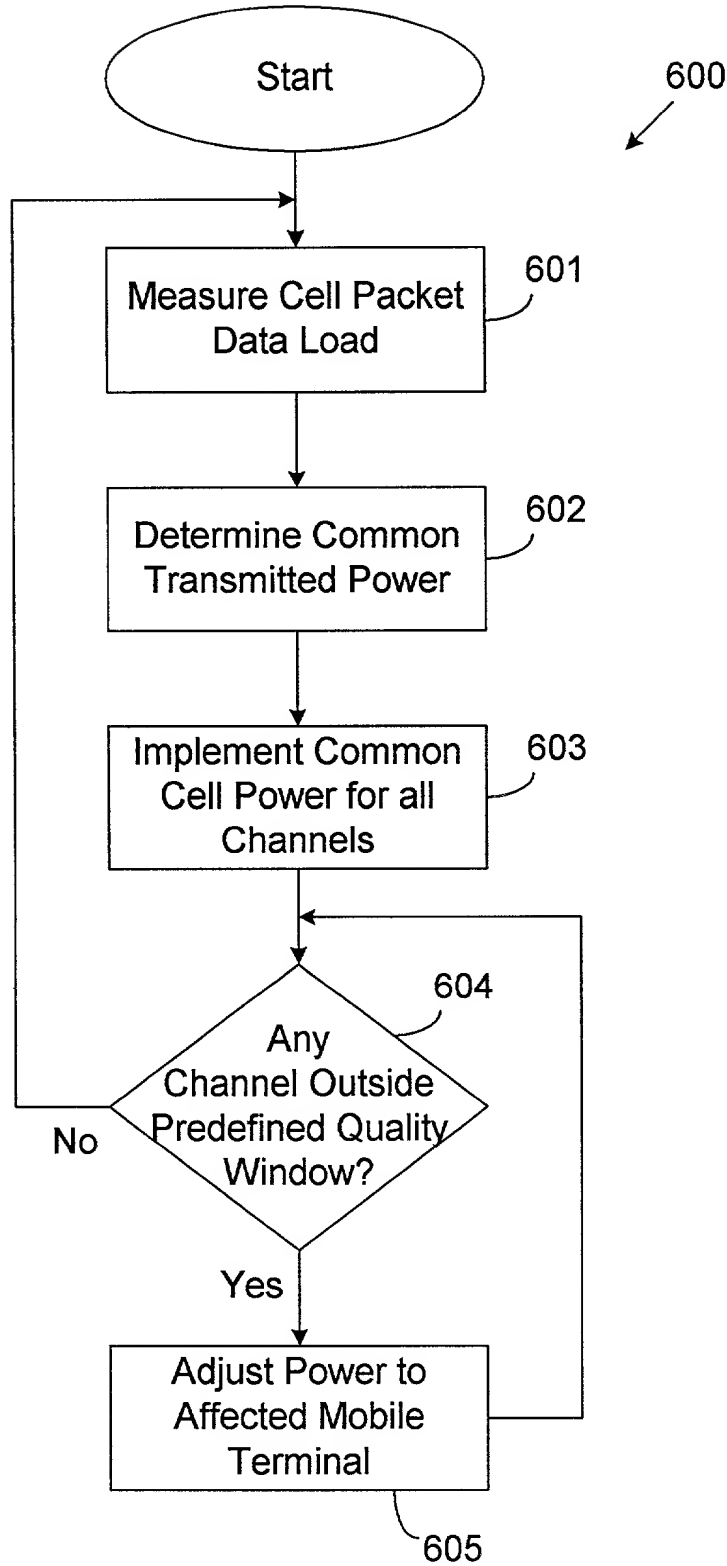 Start
600
Measure Cell Packet
Data Load
601
Determine Common
Transmitted Power
602
Implement Common
Cell Power for all
Channels
603
Any
Channel Outside
Predefined Quality
Window?
604
No
Yes
Adjust Power to
Affected Mobile
Terminal
605